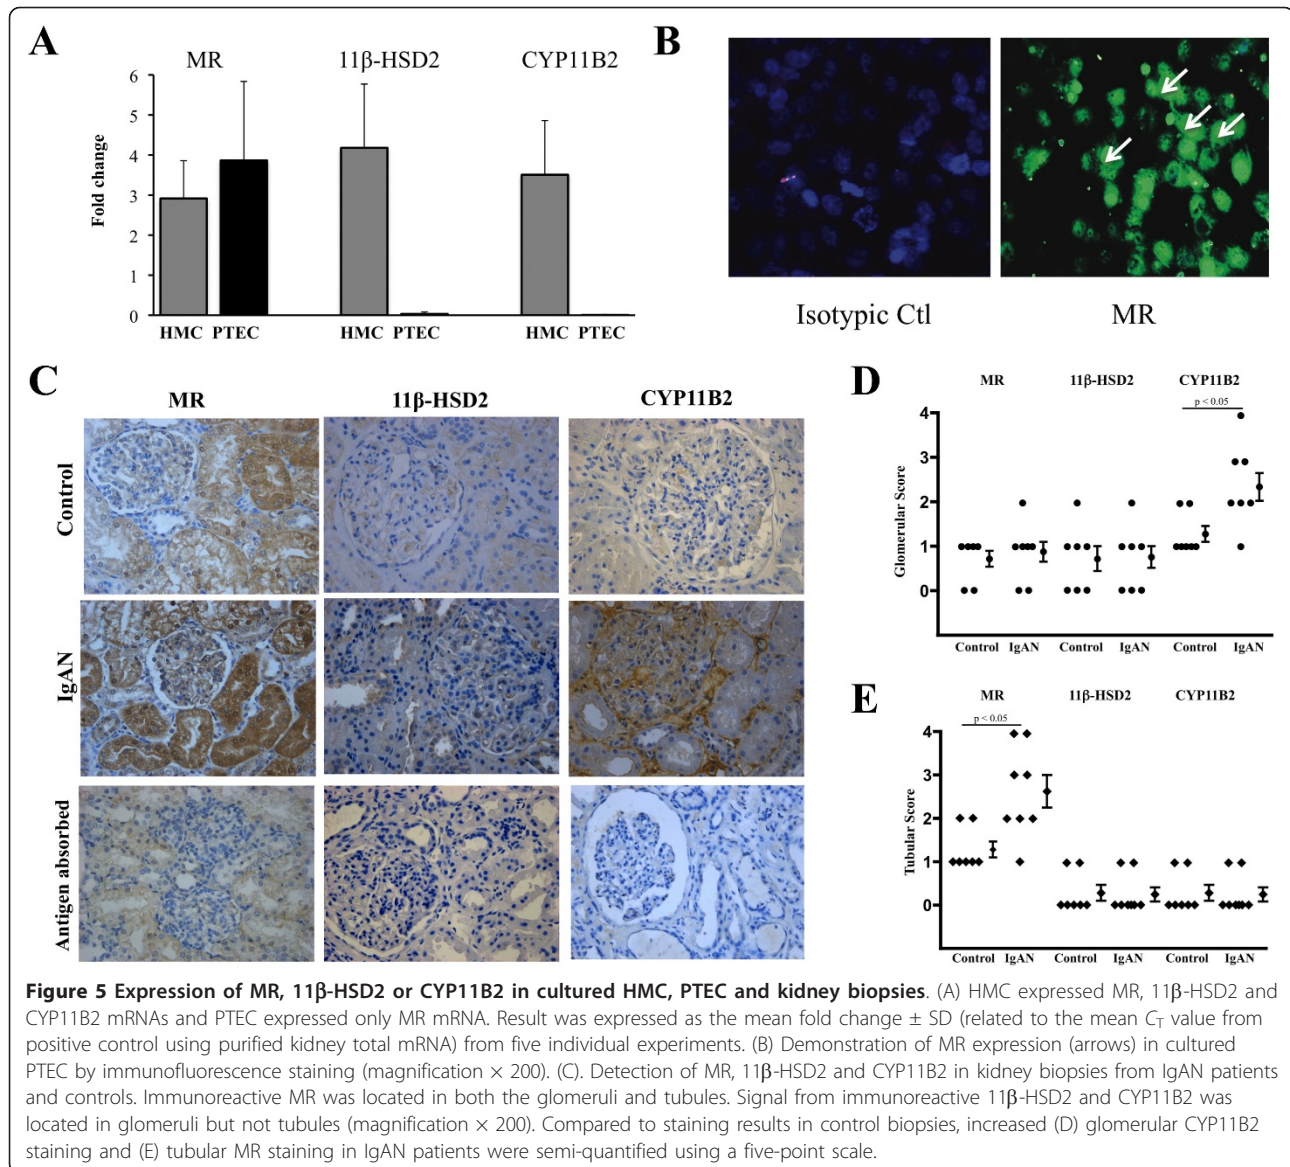 A
MR 11β-HSD2 CYP11B2
Fold change
6
5
4
3
2
1
0
HMC PTEC HMC PTEC HMC PTEC
B
Isotypic Ctl MR
C
MR 11β-HSD2 CYP11B2
Control
IgAN
Antigen absorbed
D
MR 11β-HSD2 CYP11B2
p < 0.05
Glomerular Score
4
3
2
1
0
Control IgAN Control IgAN Control IgAN
E
MR 11β-HSD2 CYP11B2
p < 0.05
Tubular Score
4
3
2
1
0
Control IgAN Control IgAN Control IgAN
Figure 5 Expression of MR, 11β-HSD2 or CYP11B2 in cultured HMC, PTEC and kidney biopsies. (A) HMC expressed MR, 11β-HSD2 and
CYP11B2 mRNAs and PTEC expressed only MR mRNA. Result was expressed as the mean fold change ± SD (related to the mean CT value from
positive control using purified kidney total mRNA) from five individual experiments. (B) Demonstration of MR expression (arrows) in cultured
PTEC by immunofluorescence staining (magnification × 200). (C). Detection of MR, 11β-HSD2 and CYP11B2 in kidney biopsies from IgAN patients
and controls. Immunoreactive MR was located in both the glomeruli and tubules. Signal from immunoreactive 11β-HSD2 and CYP11B2 was
located in glomeruli but not tubules (magnification × 200). Compared to staining results in control biopsies, increased (D) glomerular CYP11B2
staining and (E) tubular MR staining in IgAN patients were semi-quantified using a five-point scale.